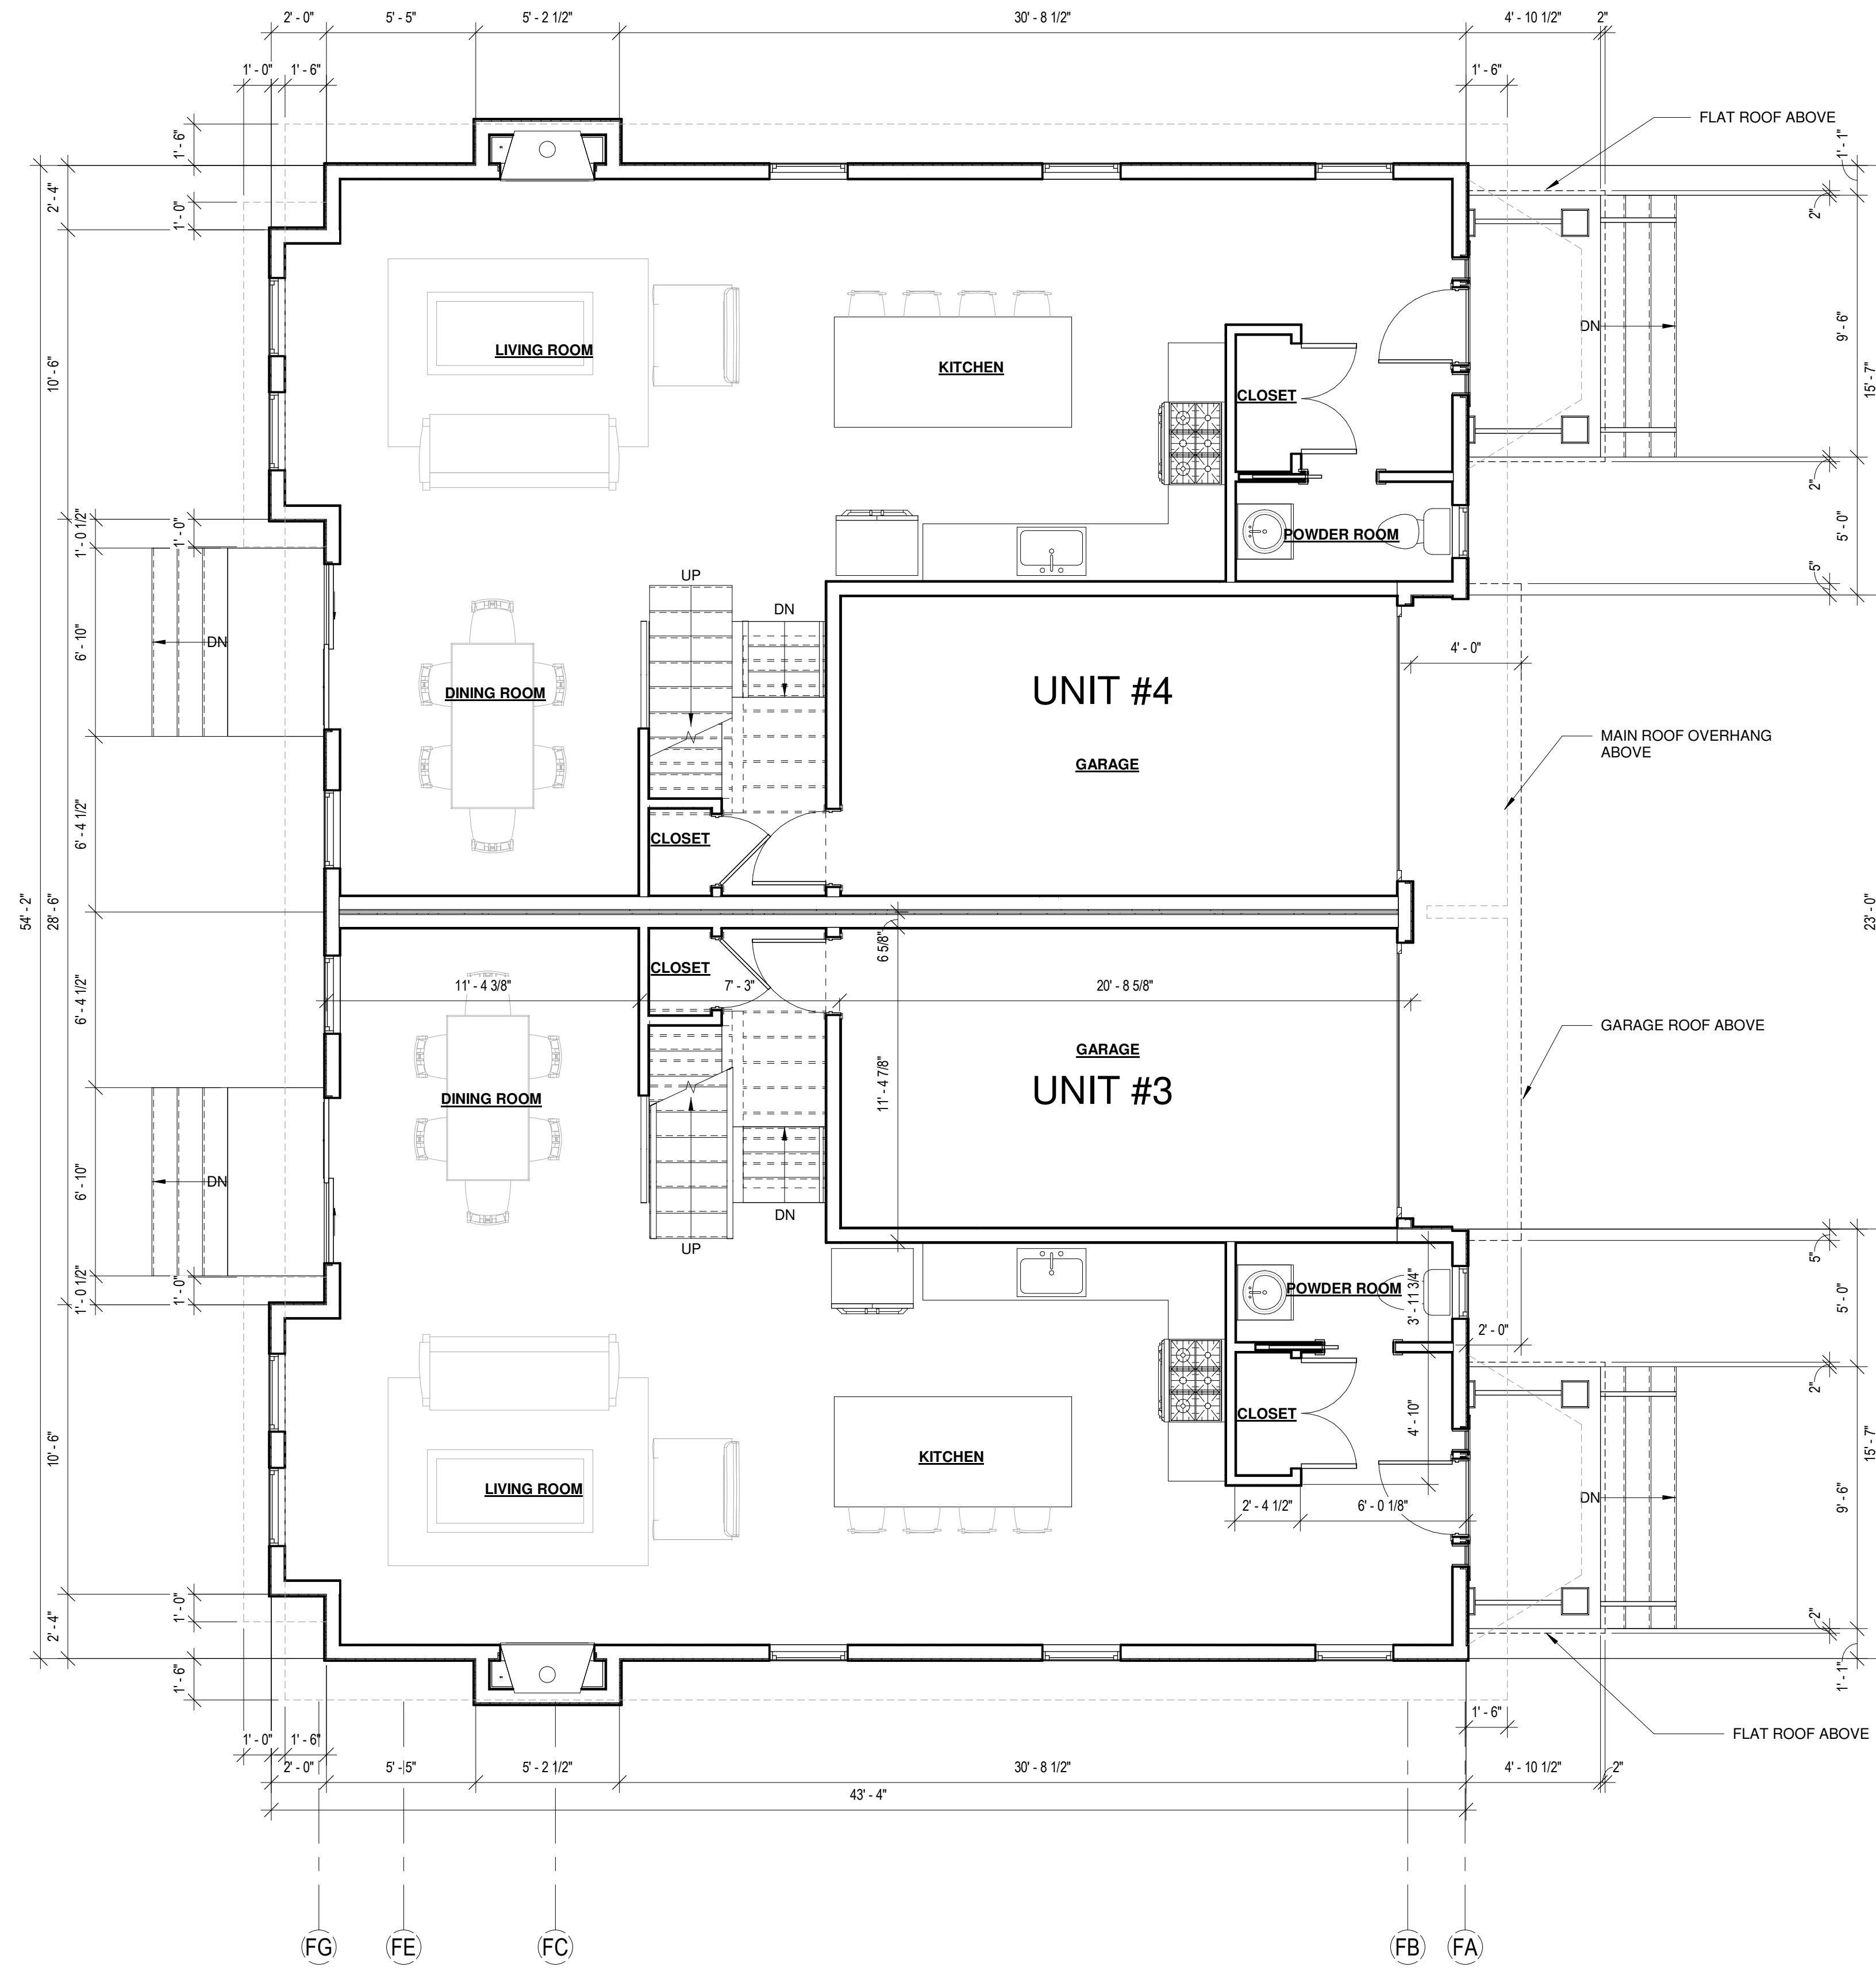 2' - 0" 5' - 5" 5' - 2 1/2" 30' - 8 1/2" 4' - 10 1/2" 2"
1' - 0" 1' - 6" 1' - 6"
FLAT ROOF ABOVE
1' - 6" 1' - 1"
2' - 4" 1' - 0" 2"
LIVING ROOM
KITCHEN
CLOSET
DN
10' - 6" 9' - 6" 15' - 7"
2"
1' - 0 1/2" 1' - 0" 5' - 0"
POWDER ROOM
5"
UP
DN
DN
6' - 10"
4' - 0"
DINING ROOM
UNIT #4
GARAGE
MAIN ROOF OVERHANG
ABOVE
6' - 4 1/2"
CLOSET
54' - 2" 28' - 6" 23' - 0"
6 5/8"
CLOSET
11' - 4 3/8" 7' - 3" 20' - 8 5/8"
6' - 4 1/2"
GARAGE ROOF ABOVE
GARAGE
UNIT #3
11' - 4 7/8"
DINING ROOM
DN
6' - 10"
DN
UP
5"
1' - 0 1/2" 1' - 0" 5' - 0"
POWDER ROOM
3' - 11 3/4"
2' - 0"
2"
CLOSET
4' - 10"
KITCHEN
LIVING ROOM
10' - 6" 9' - 6" 15' - 7"
DN
2' - 4 1/2" 6' - 0 1/8"
1' - 0" 2"
2' - 4" 1' - 6" 1' - 1"
1' - 6"
FLAT ROOF ABOVE
1' - 0" 1' - 6"
2' - 0" 5' - 5" 5' - 2 1/2" 30' - 8 1/2" 4' - 10 1/2" 2"
43' - 4"
FG FE FC FB FA